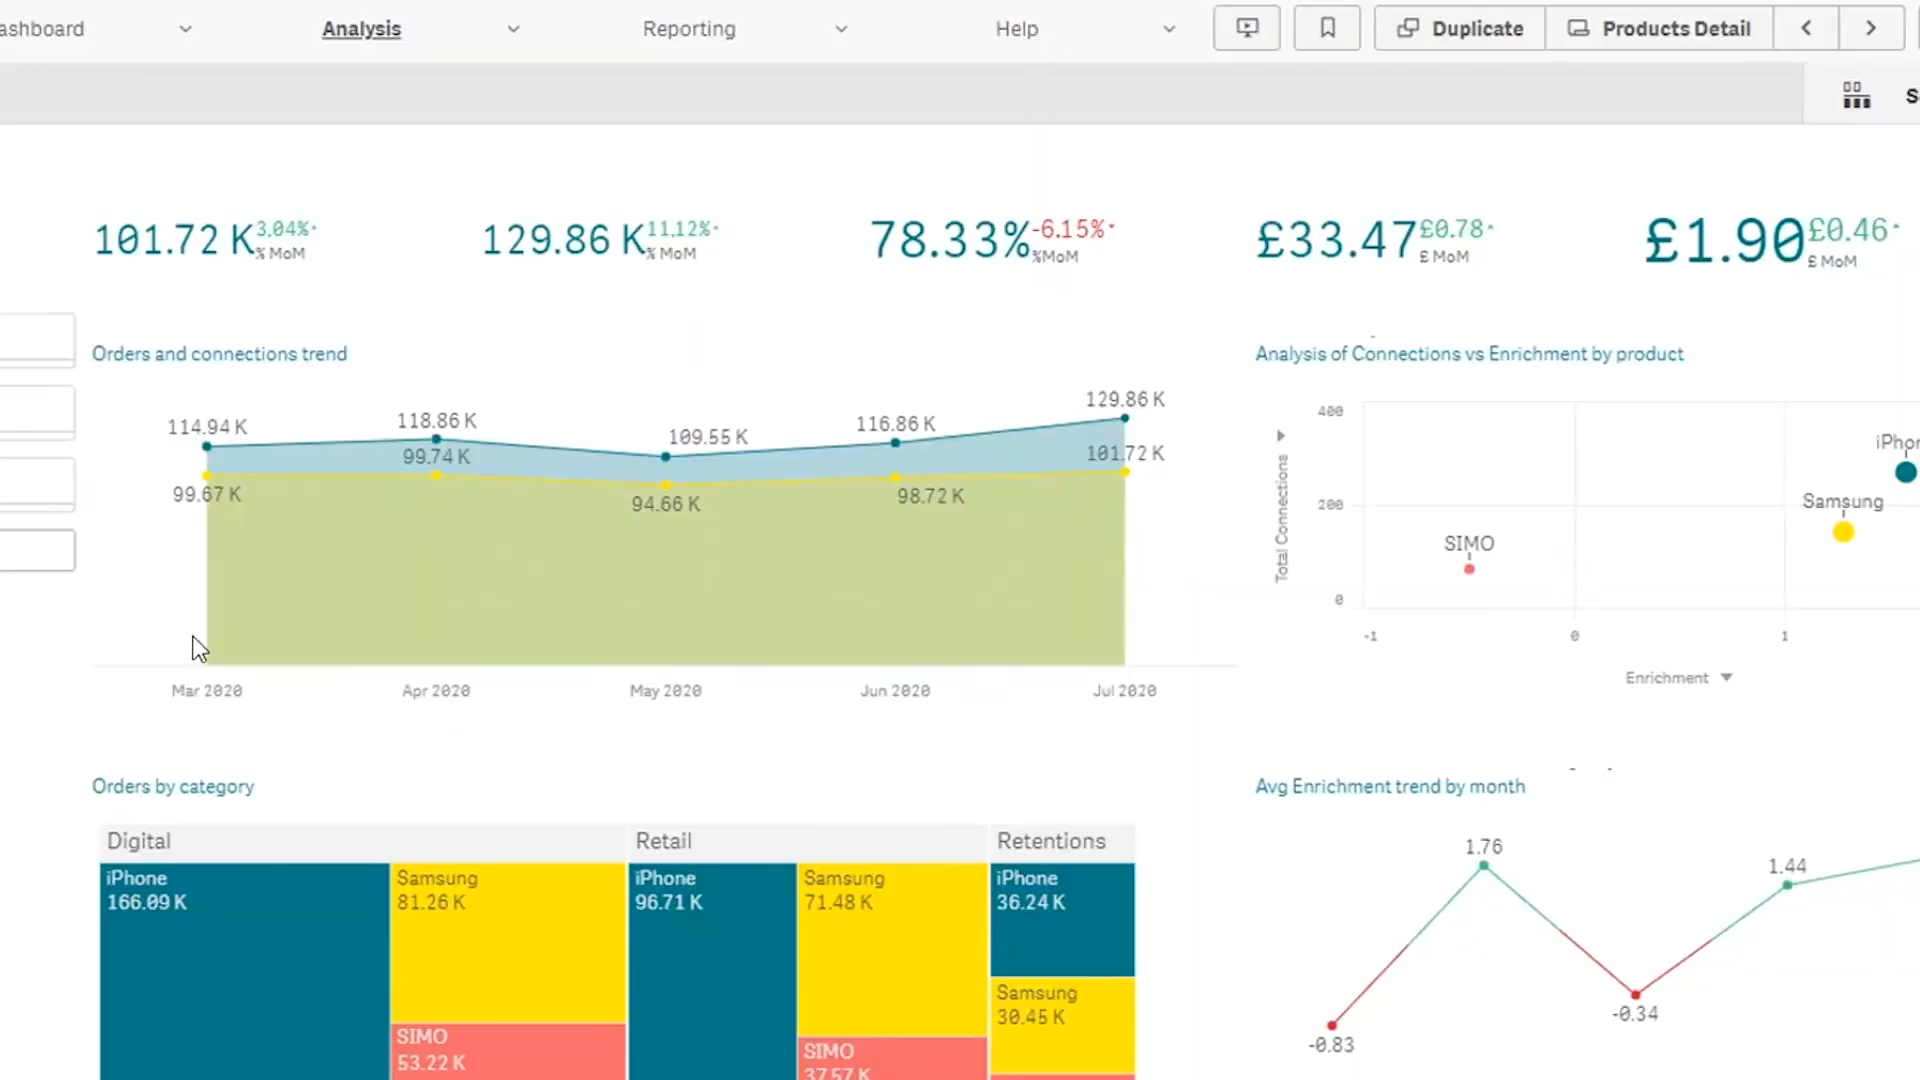 ashboard
Analysis
Reporting
Help
Duplicate
Products Detail
S
101.72 K
3,04%
% MoM
129.86 K
11,12%
% MoM
78.33%
-6.15%
%MoM
£33.47
£0.78
£ MoM
£1.90
£0.46
£ MoM
Orders and connections trend
114.94 K
118.86 K
109.55 K
116.86 K
129.86 K
99.67 K
99.74 K
94.66 K
98.72 K
101.72 K
Mar 2020
Apr 2020
May 2020
Jun 2020
Jul 2020
Analysis of Connections vs Enrichment by product
Total Connections
400
200
0
iPhon
Samsung
SIMO
-1
0
1
Enrichment
Orders by category
Digital
Retail
Retentions
iPhone
166.09 K
Samsung
81.26 K
SIMO
53.22 K
iPhone
96.71 K
Samsung
71.48 K
SIMO
37.57 K
iPhone
36.24 K
Samsung
30.45 K
Avg Enrichment trend by month
1.76
1.44
-0.34
-0.83